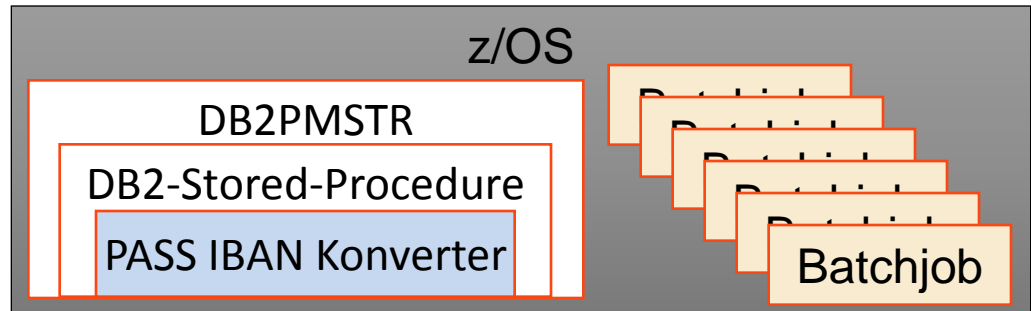 z/OS
DB2PMSTR
DB2-Stored-Procedure
PASS IBAN Konverter
Batchjob